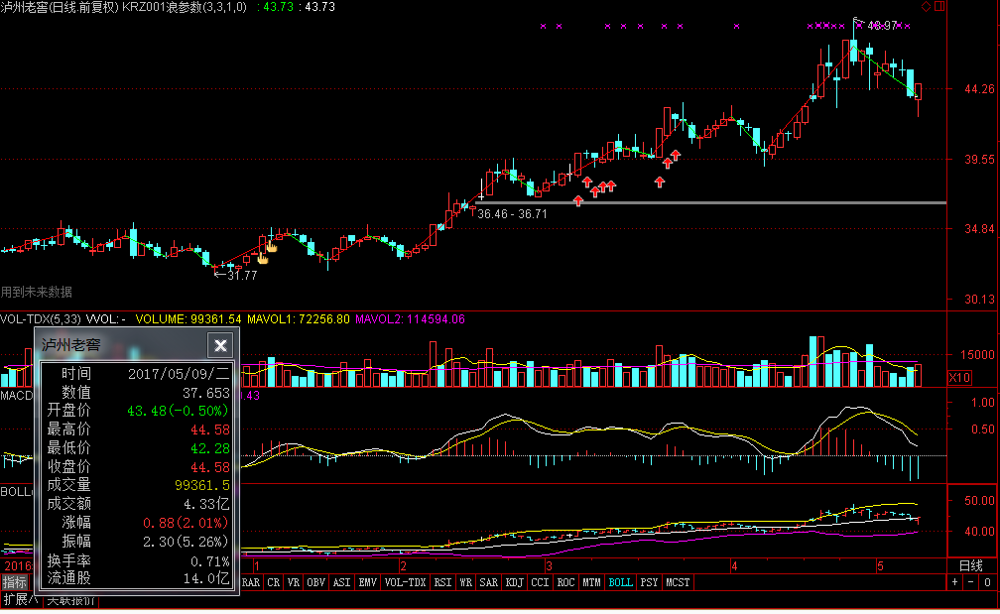 泸州老窖(日线.前复权) KRZ001浪参数(3,3,1,0) : 43.73 : 43.73
48.97
44.26
39.55
36.46 - 36.71
34.84
31.77
用到未来数据
30.13
VOL-TDX(5,33) VVOL: - VOLUME: 99361.54 MAVOL1: 72256.80 MAVOL2: 114594.06
15000
X10
泸州老窖
时间 2017/05/09/二
数值 37.653
开盘价 43.48(-0.50%)
最高价 44.58
最低价 42.28
收盘价 44.58
成交量 99361.5
成交额 4.33亿
涨幅 0.88(2.01%)
振幅 2.30(5.26%)
换手率 0.71%
流通股 14.0亿
MACD
.43
1.00
0.50
BOLL
50.00
40.00
2016 1 2 3 4 5 日线
指标 RAR CR VR OBV ASI EMV VOL-TDX RSI WR SAR KDJ CCI ROC MTM BOLL PSY MCST + - 0
扩展∧ 关联报价